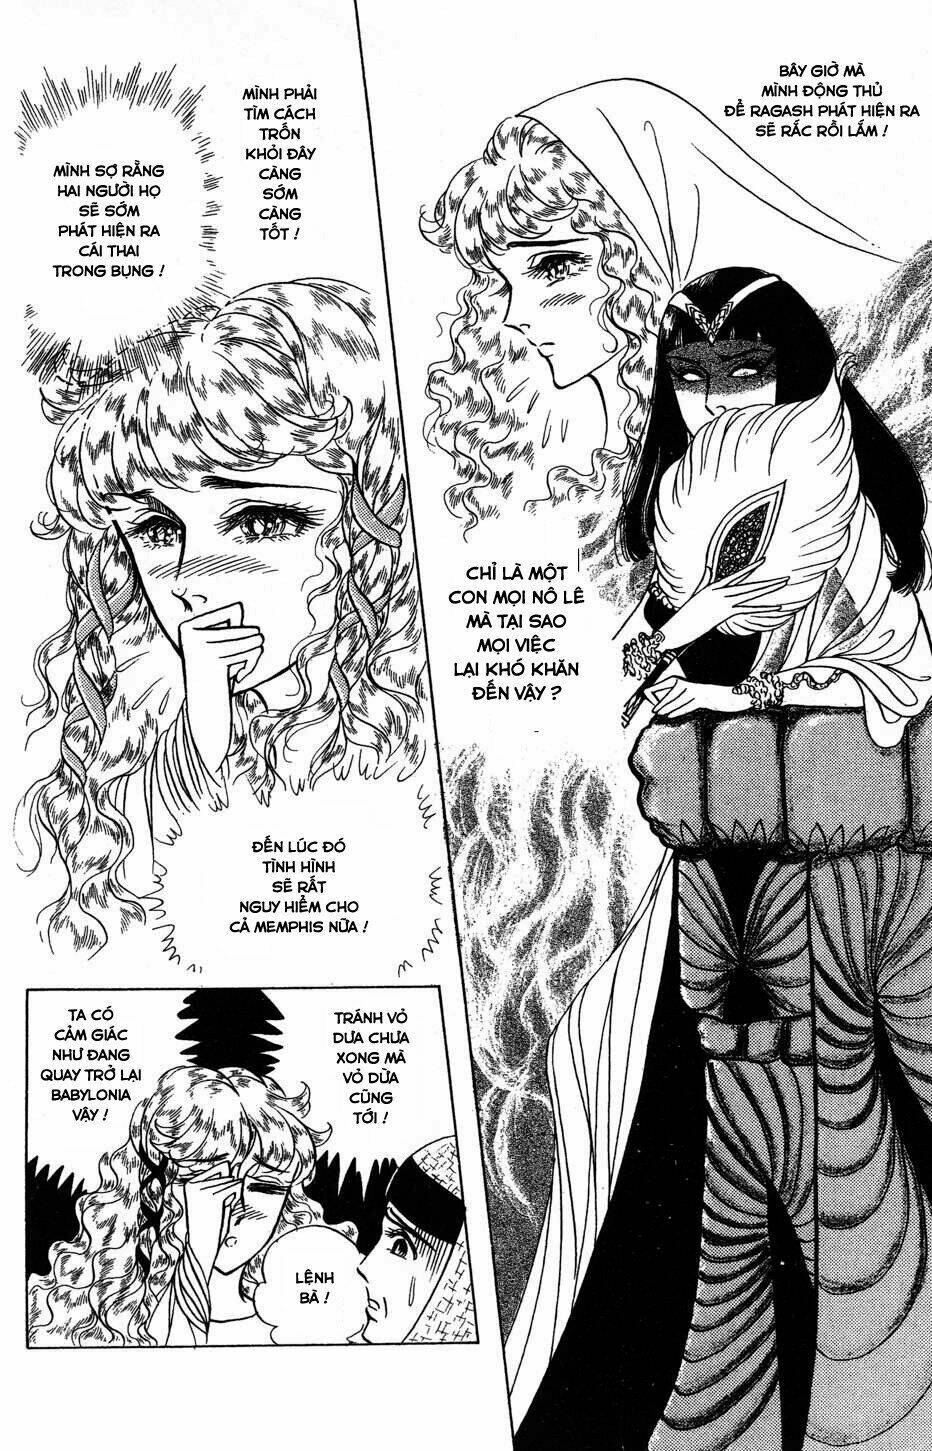 BÂY GIỜ MÀ
MÌNH ĐỘNG THỦ
ĐỂ RAGASH PHÁT HIỆN RA
SẼ RẮC RỒI LẮM !
CHỈ LÀ MỘT
CON MỌI NÔ LÊ
MÀ TẠI SAO
MỌI VIỆC
LẠI KHÓ KHĂN
ĐẾN VẬY ?
MÌNH PHẢI
TÌM CÁCH
TRỐN
KHỎI ĐÂY
CÀNG
SỚM
CÀNG
TỐT !
MÌNH SỢ RẰNG
HAI NGƯỜI HỌ
SẼ SỚM
PHÁT HIỆN RA
CÁI THAI
TRONG BỤNG !
ĐẾN LÚC ĐÓ
TÌNH HÌNH
SẼ RẤT
NGUY HIỂM CHO
CẢ MEMPHIS NỮA !
TRÁNH VỎ
DƯA CHƯA
XONG MÀ
VỎ DỪA
CŨNG
TỚI !
TA CÓ
CẢM GIÁC
NHƯ ĐANG
QUAY TRỞ LẠI
BABYLONIA
VẬY !
LỆNH
BÀ !